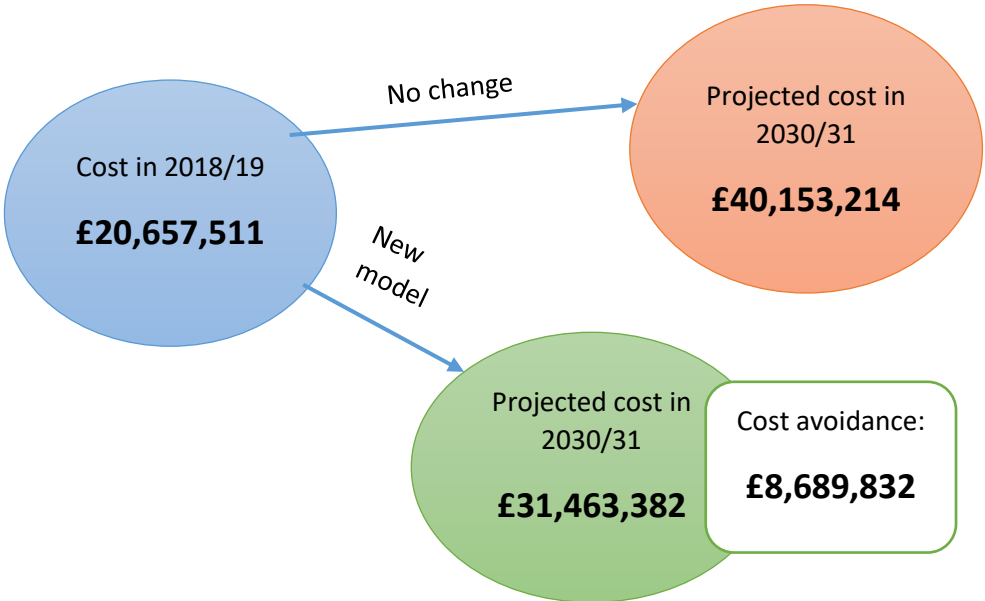 Cost in 2018/19
£20,657,511
No change
Projected cost in
2030/31
£40,153,214
New
model
Projected cost in
2030/31
£31,463,382
Cost avoidance:
£8,689,832